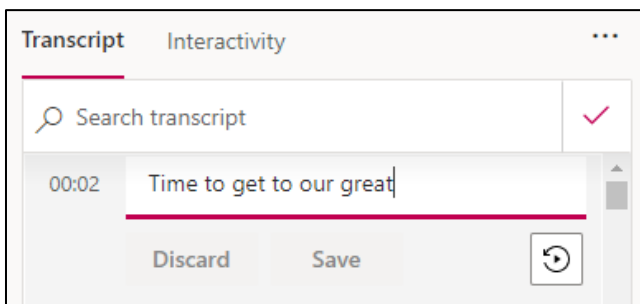 Transcript Interactivity
Search transcript
00:02 Time to get to our great
Discard Save